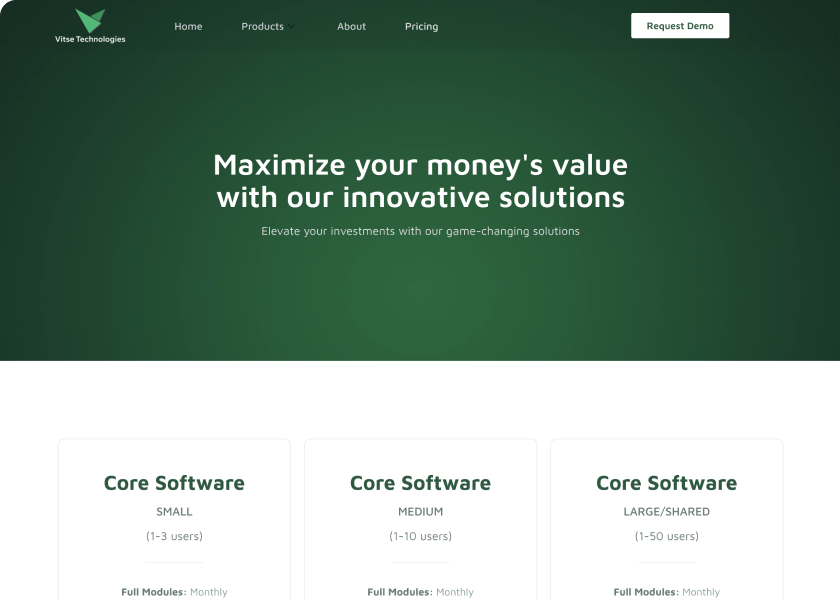 Vitse Technologies
Home Products About Pricing Request Demo
Maximize your money's value
with our innovative solutions
Elevate your investments with our game-changing solutions
Core Software
SMALL
(1-3 users)
Full Modules: Monthly
Core Software
MEDIUM
(1-10 users)
Full Modules: Monthly
Core Software
LARGE/SHARED
(1-50 users)
Full Modules: Monthly